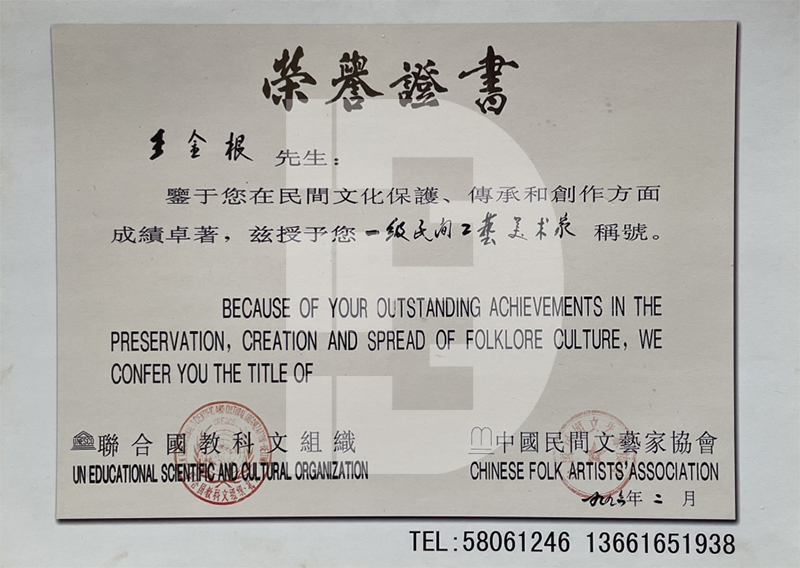 榮譽證書
王金根 先生：
鑒于您在民間文化保護、傳承和創作方面
成績卓著，兹授予您 一级民间工藝美术家 稱號。
BECAUSE OF YOUR OUTSTANDING ACHIEVEMENTS IN THE
PRESERVATION, CREATION AND SPREAD OF FOLKLORE CULTURE, WE
CONFER YOU THE TITLE OF
UNESCO 聯合國教科文組織
UN EDUCATIONAL SCIENTIFIC AND CULTURAL ORGANIZATION
中國民間文藝家協會
CHINESE FOLK ARTISTS' ASSOCIATION
年二月
TEL:58061246 13661651938